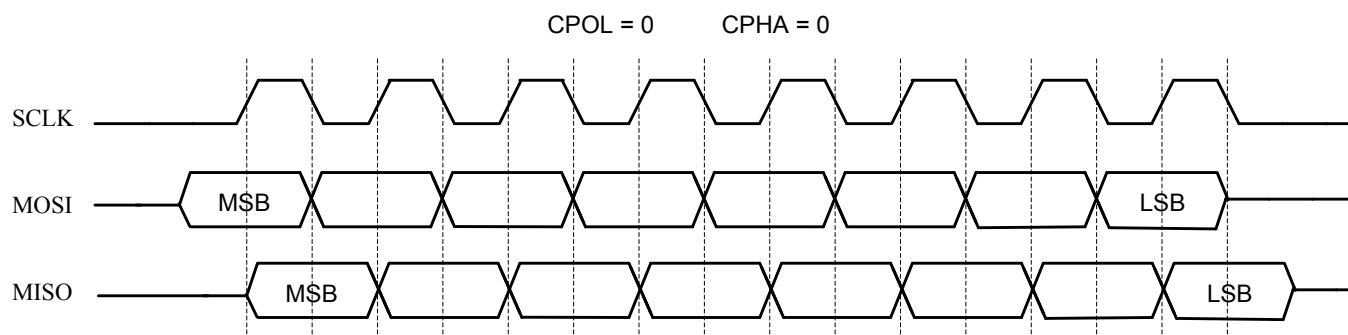 CPOL = 0 CPHA = 0
SCLK
MOSI MSB LSB
MISO MSB LSB